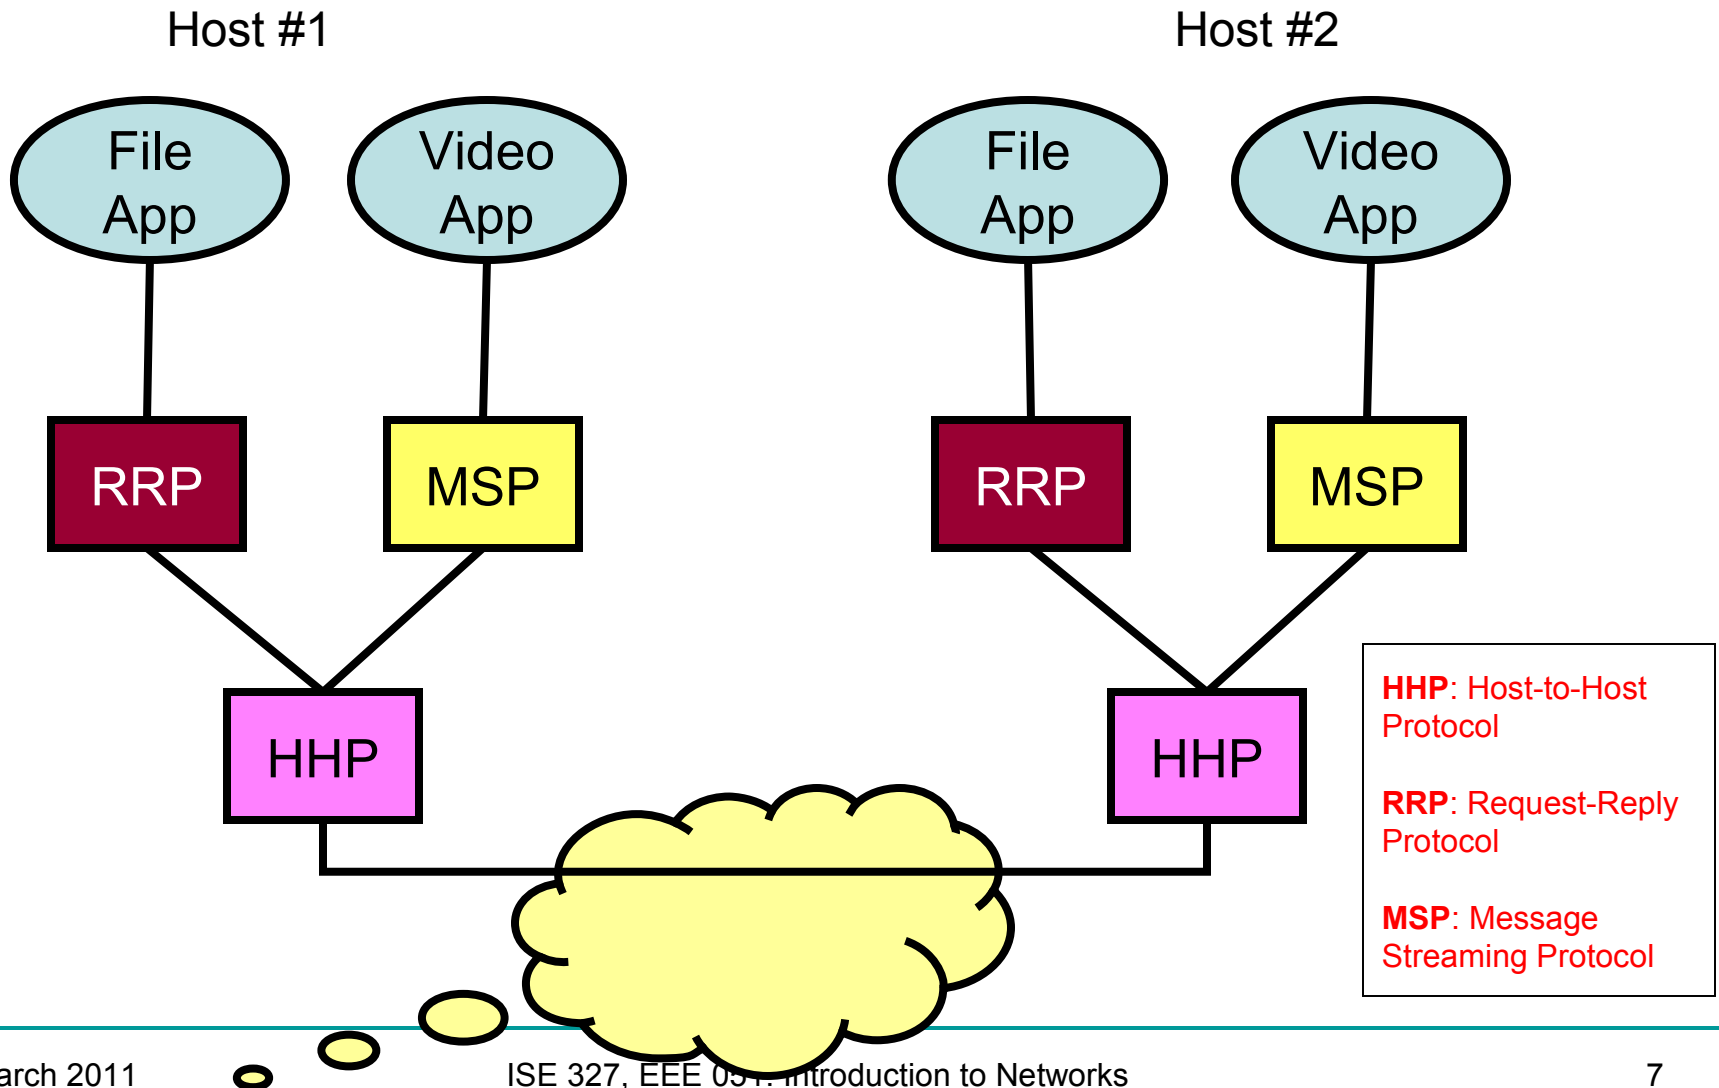 Host #1
Host #2
File
App
Video
App
File
App
Video
App
RRP
MSP
RRP
MSP
HHP
HHP
HHP: Host-to-Host
Protocol
RRP: Request-Reply
Protocol
MSP: Message
Streaming Protocol
2011
ISE 327, EEE Introduction to Networks
7